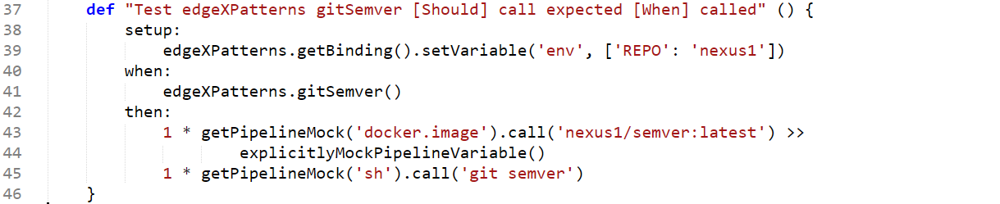 37 def "Test edgeXPatterns gitSemver [Should] call expected [When] called" () {
38 setup:
39 edgeXPatterns.getBinding().setVariable('env', ['REPO': 'nexus1'])
40 when:
41 edgeXPatterns.gitSemver()
42 then:
43 1 * getPipelineMock('docker.image').call('nexus1/semver:latest') >>
44 explicitlyMockPipelineVariable()
45 1 * getPipelineMock('sh').call('git semver')
46 }